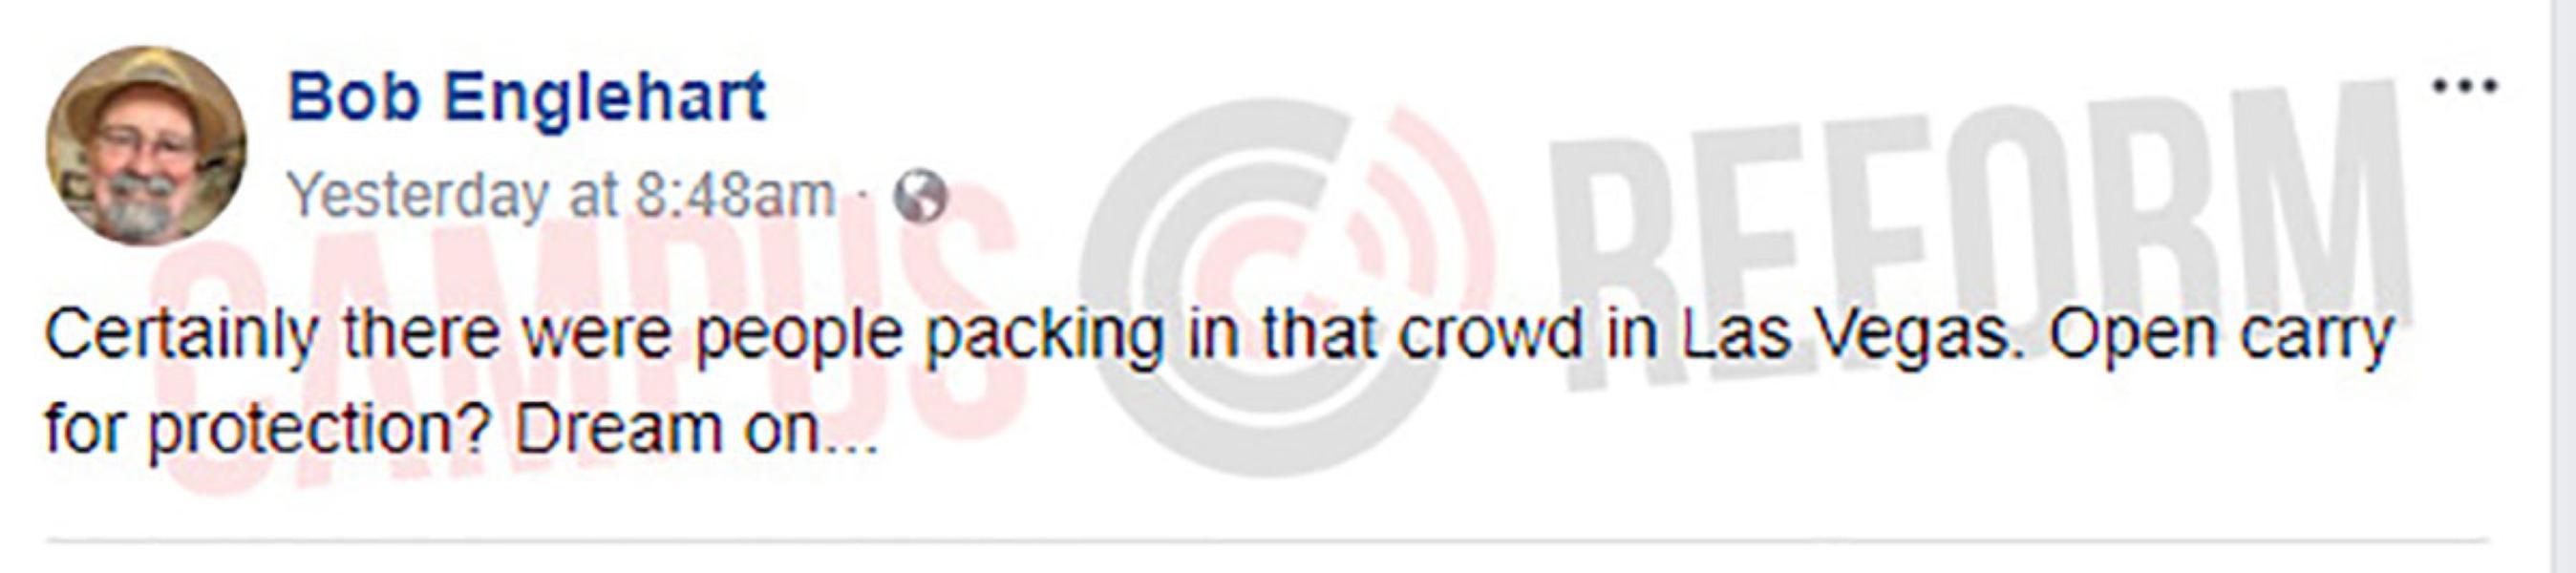 Bob Englehart
Yesterday at 8:48am ·
CAMPUS REFORM
Certainly there were people packing in that crowd in Las Vegas. Open carry
for protection? Dream on...